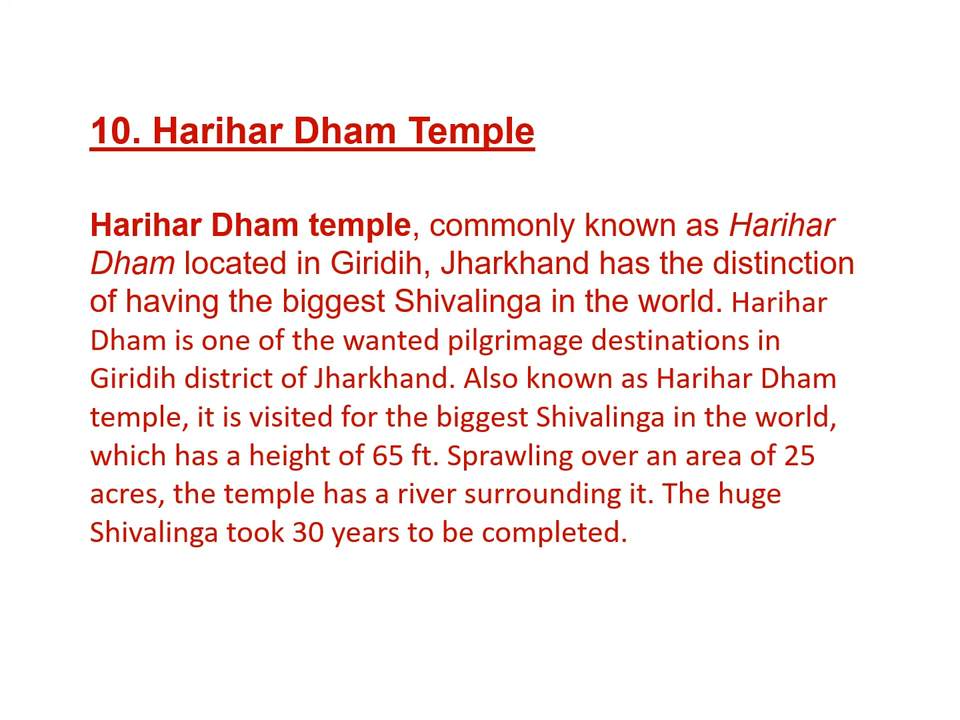 10. Harihar Dham Temple
Harihar Dham temple, commonly known as Harihar
Dham located in Giridih, Jharkhand has the distinction
of having the biggest Shivalinga in the world. Harihar
Dham is one of the wanted pilgrimage destinations in
Giridih district of Jharkhand. Also known as Harihar Dham
temple, it is visited for the biggest Shivalinga in the world,
which has a height of 65 ft. Sprawling over an area of 25
acres, the temple has a river surrounding it. The huge
Shivalinga took 30 years to be completed.